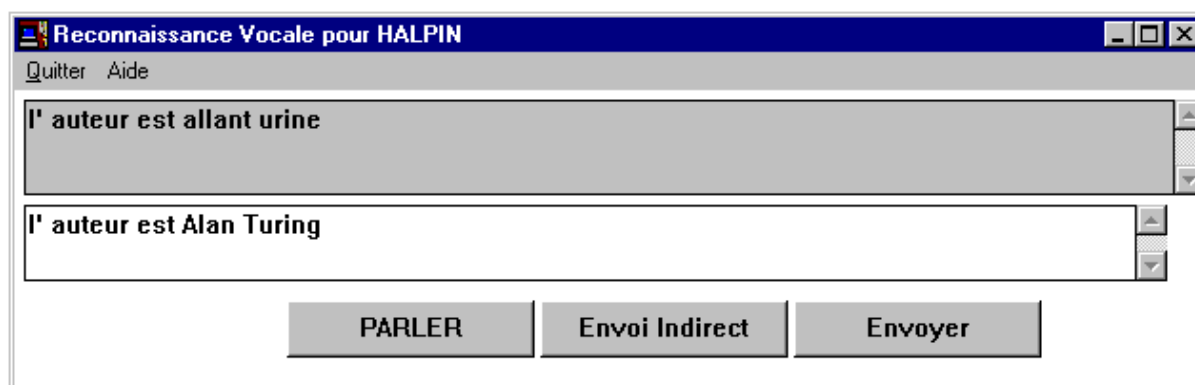 Reconnaissance Vocale pour HALPIN
Quitter Aide
l' auteur est allant urine
l' auteur est Alan Turing
PARLER Envoi Indirect Envoyer